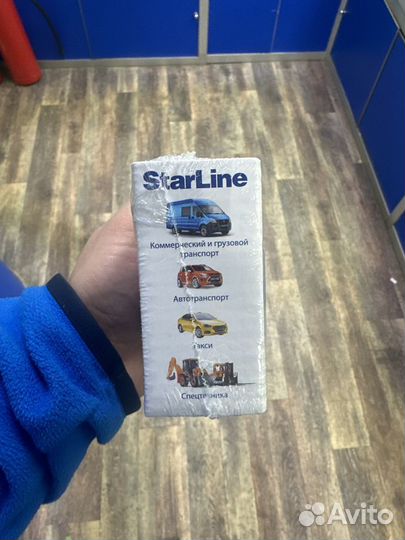 StarLine
Коммерческий и грузовой
транспорт
Автотранспорт
Такси
Спецтехника
Avito